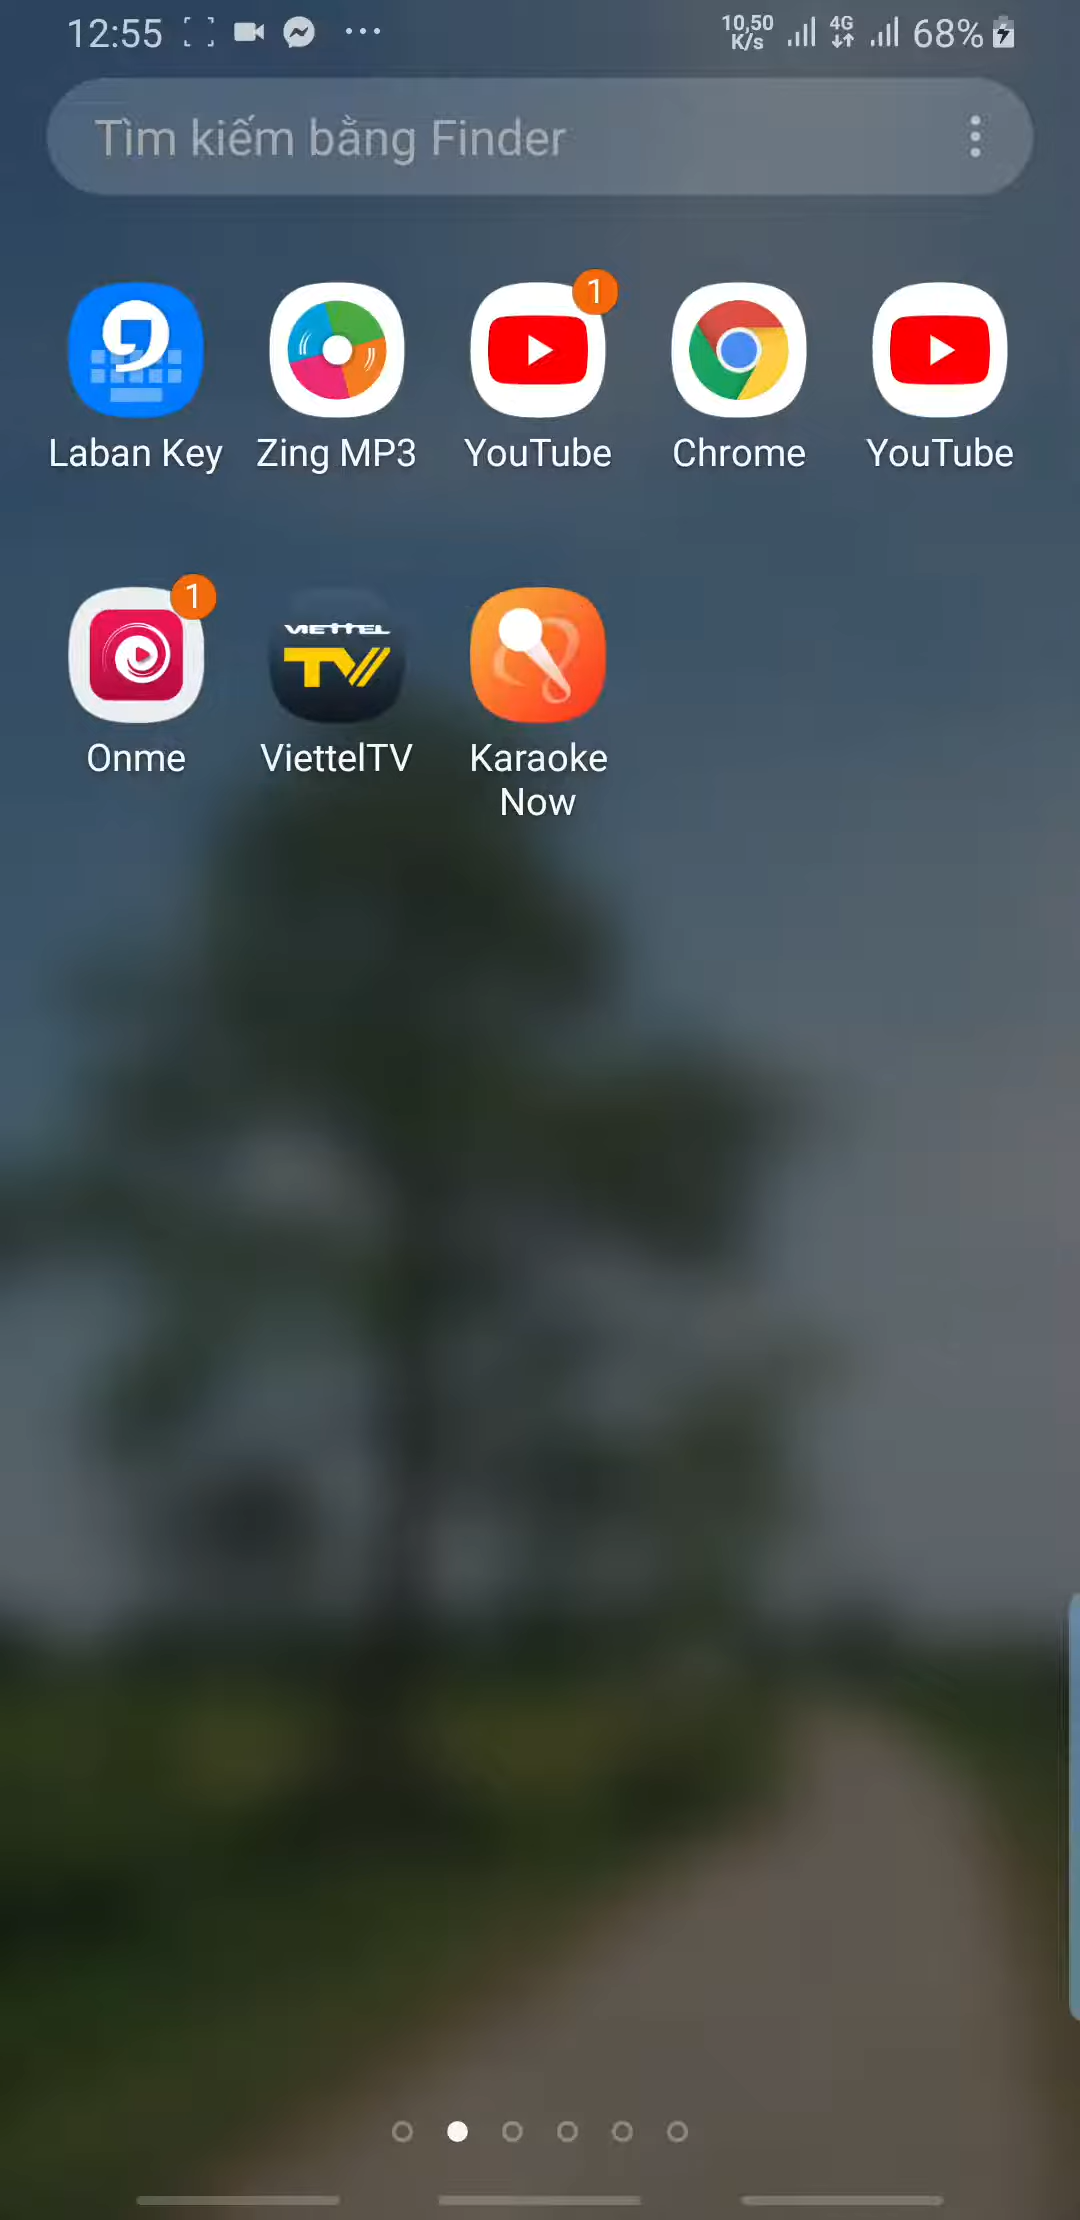 12:55
10,50 K/s 4G 68%
Tìm kiếm bằng Finder
1
Laban Key Zing MP3 YouTube Chrome YouTube
1
VIETTEL
TV
Onme ViettelTV Karaoke
Now